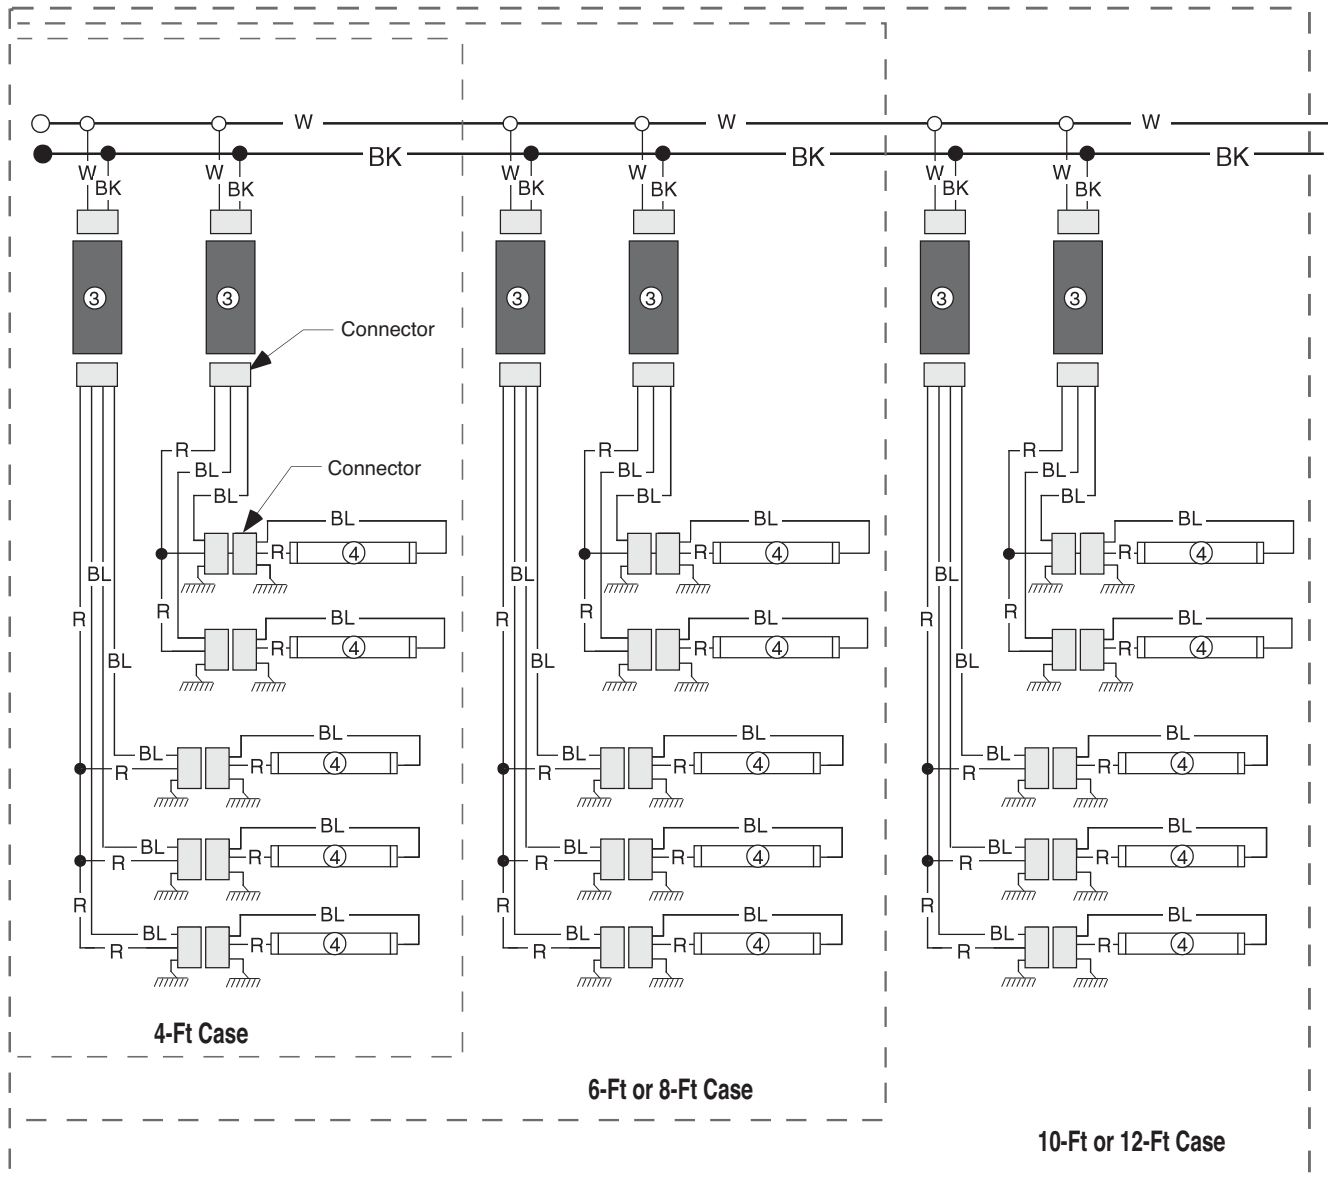 W W W
BK BK BK
W W W W W W
BK BK BK BK BK BK
3 3 3 3 3 3
Connector
R R R
BL Connector BL BL
BL BL BL
BL BL BL
R 4 R 4 R 4
BL BL BL
R R BL R R BL R R BL
R 4 R 4 R 4
BL BL BL
BL BL BL
BL BL BL
R R 4 R R 4 R R 4
BL BL BL
BL BL BL
R R 4 R R 4 R R 4
R R R
BL BL BL
BL BL BL
R R 4 R R 4 R R 4
4-Ft Case
6-Ft or 8-Ft Case
10-Ft or 12-Ft Case